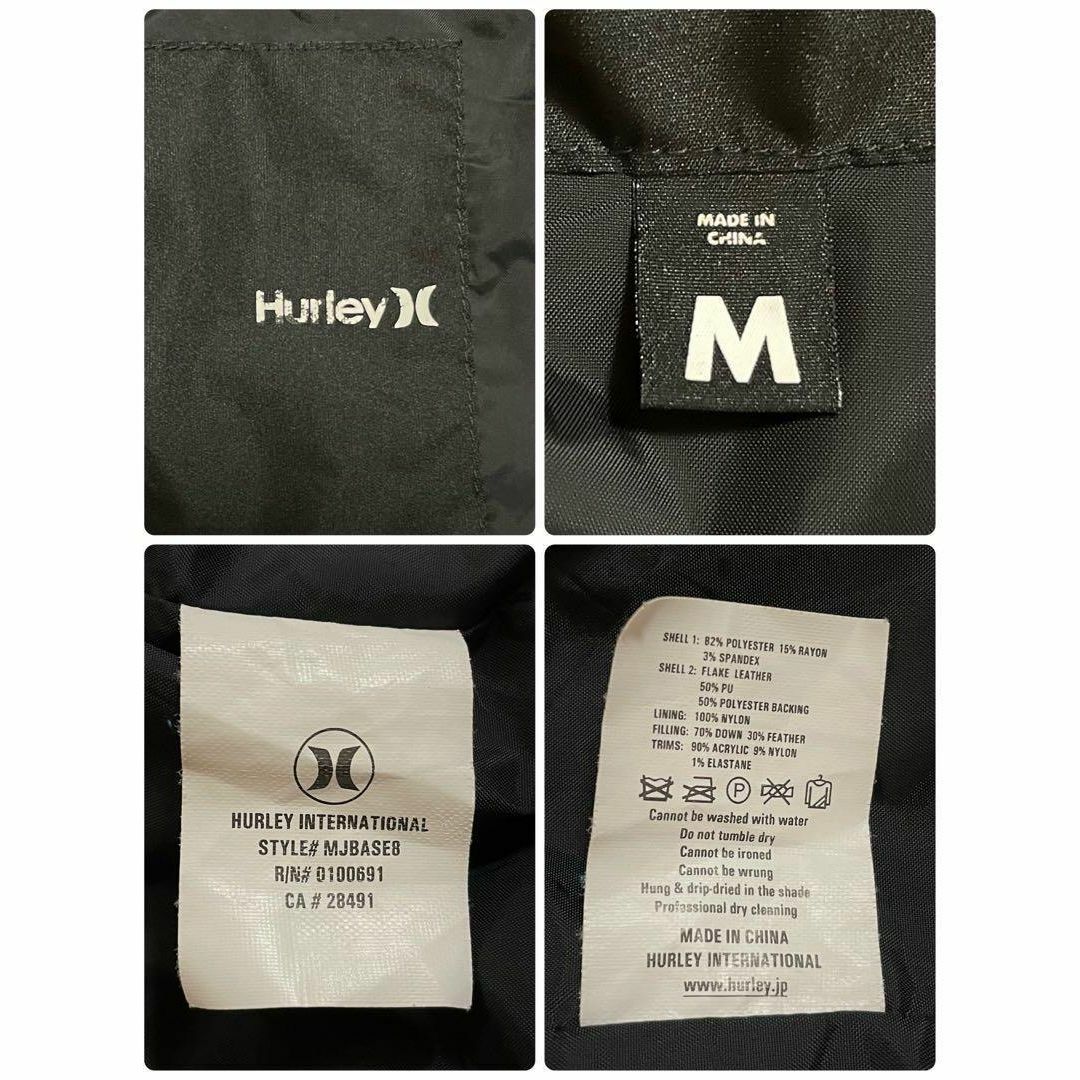 Hurley
MADE IN
CHINA
M
HURLEY INTERNATIONAL
STYLE# MJBASE8
R/N# 0100691
CA # 28491
SHELL 1: 82% POLYESTER 15% RAYON
3% SPANDEX
SHELL 2: FLAKE LEATHER
50% PU
50% POLYESTER BACKING
LINING: 100% NYLON
FILLING: 70% DOWN 30% FEATHER
TRIMS: 90% ACRYLIC 9% NYLON
1% ELASTANE
P
Cannot be washed with water
Do not tumble dry
Cannot be ironed
Cannot be wrung
Hung & drip-dried in the shade
Professional dry cleaning
MADE IN CHINA
HURLEY INTERNATIONAL
www.hurley.jp